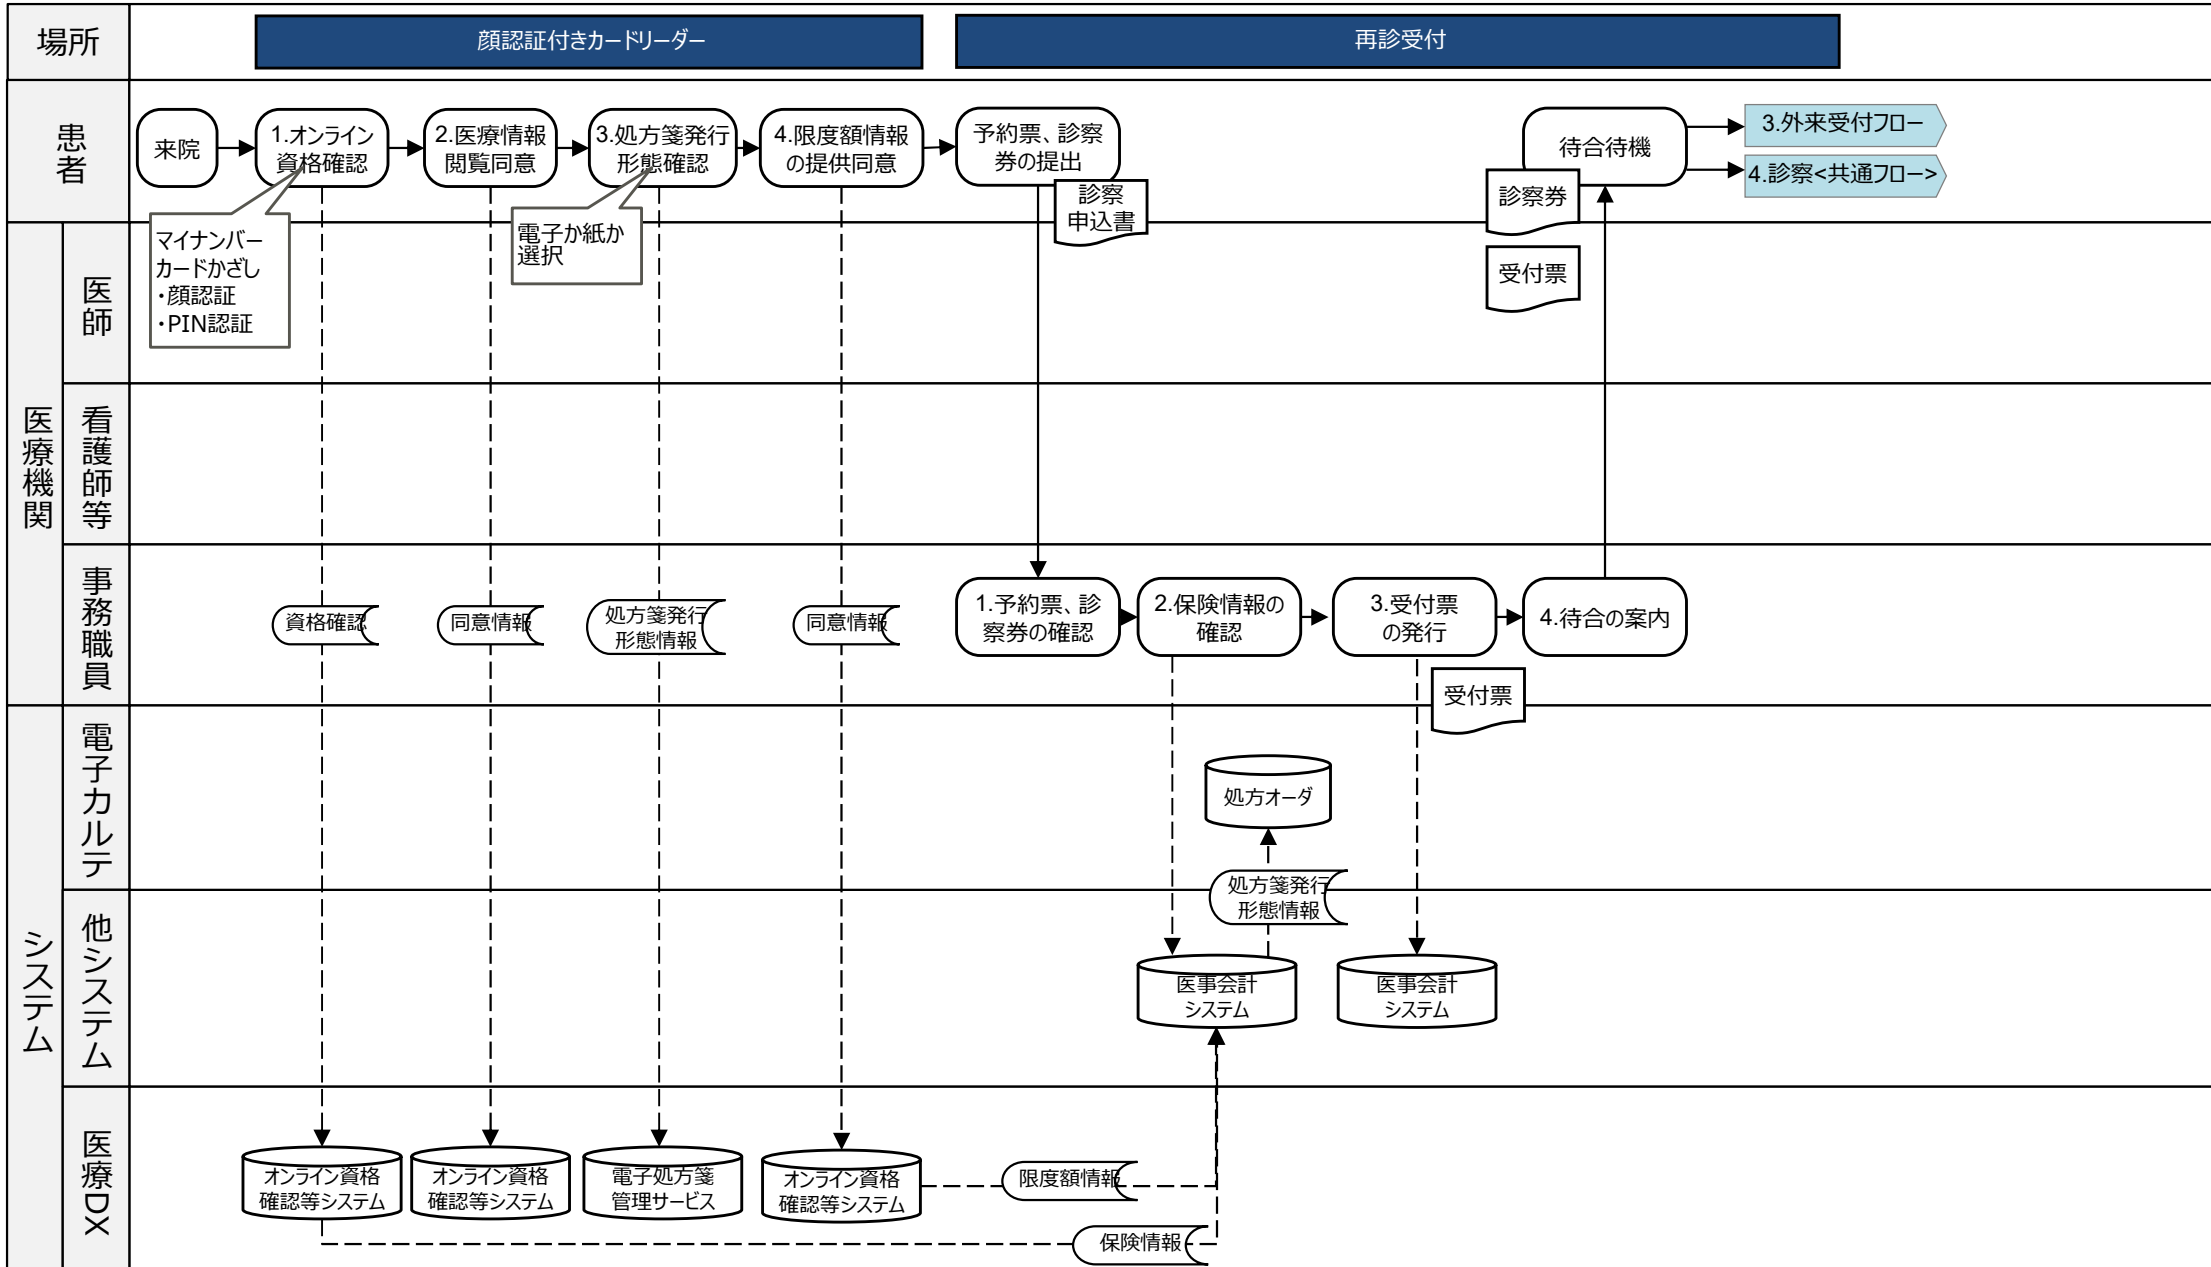 場所
顔認証付きカードリーダー
再診受付
患者
来院
1.オンライン
資格確認
2.医療情報
閲覧同意
3.処方箋発行
形態確認
4.限度額情報
の提供同意
予約票、診察
券の提出
診察
申込書
待合待機
診察券
受付票
3.外来受付フロー
4.診察<共通フロー>
マイナンバー
カードかざし
・顔認証
・PIN認証
電子か紙か
選択
医療機関
医師
看護師等
事務職員
資格確認
同意情報
処方箋発行
形態情報
同意情報
1.予約票、診
察券の確認
2.保険情報の
確認
3.受付票
の発行
4.待合の案内
受付票
システム
電子カルテ
処方オーダ
処方箋発行
形態情報
他システム
医事会計
システム
医事会計
システム
医療DX
オンライン資格
確認等システム
オンライン資格
確認等システム
電子処方箋
管理サービス
オンライン資格
確認等システム
限度額情報
保険情報